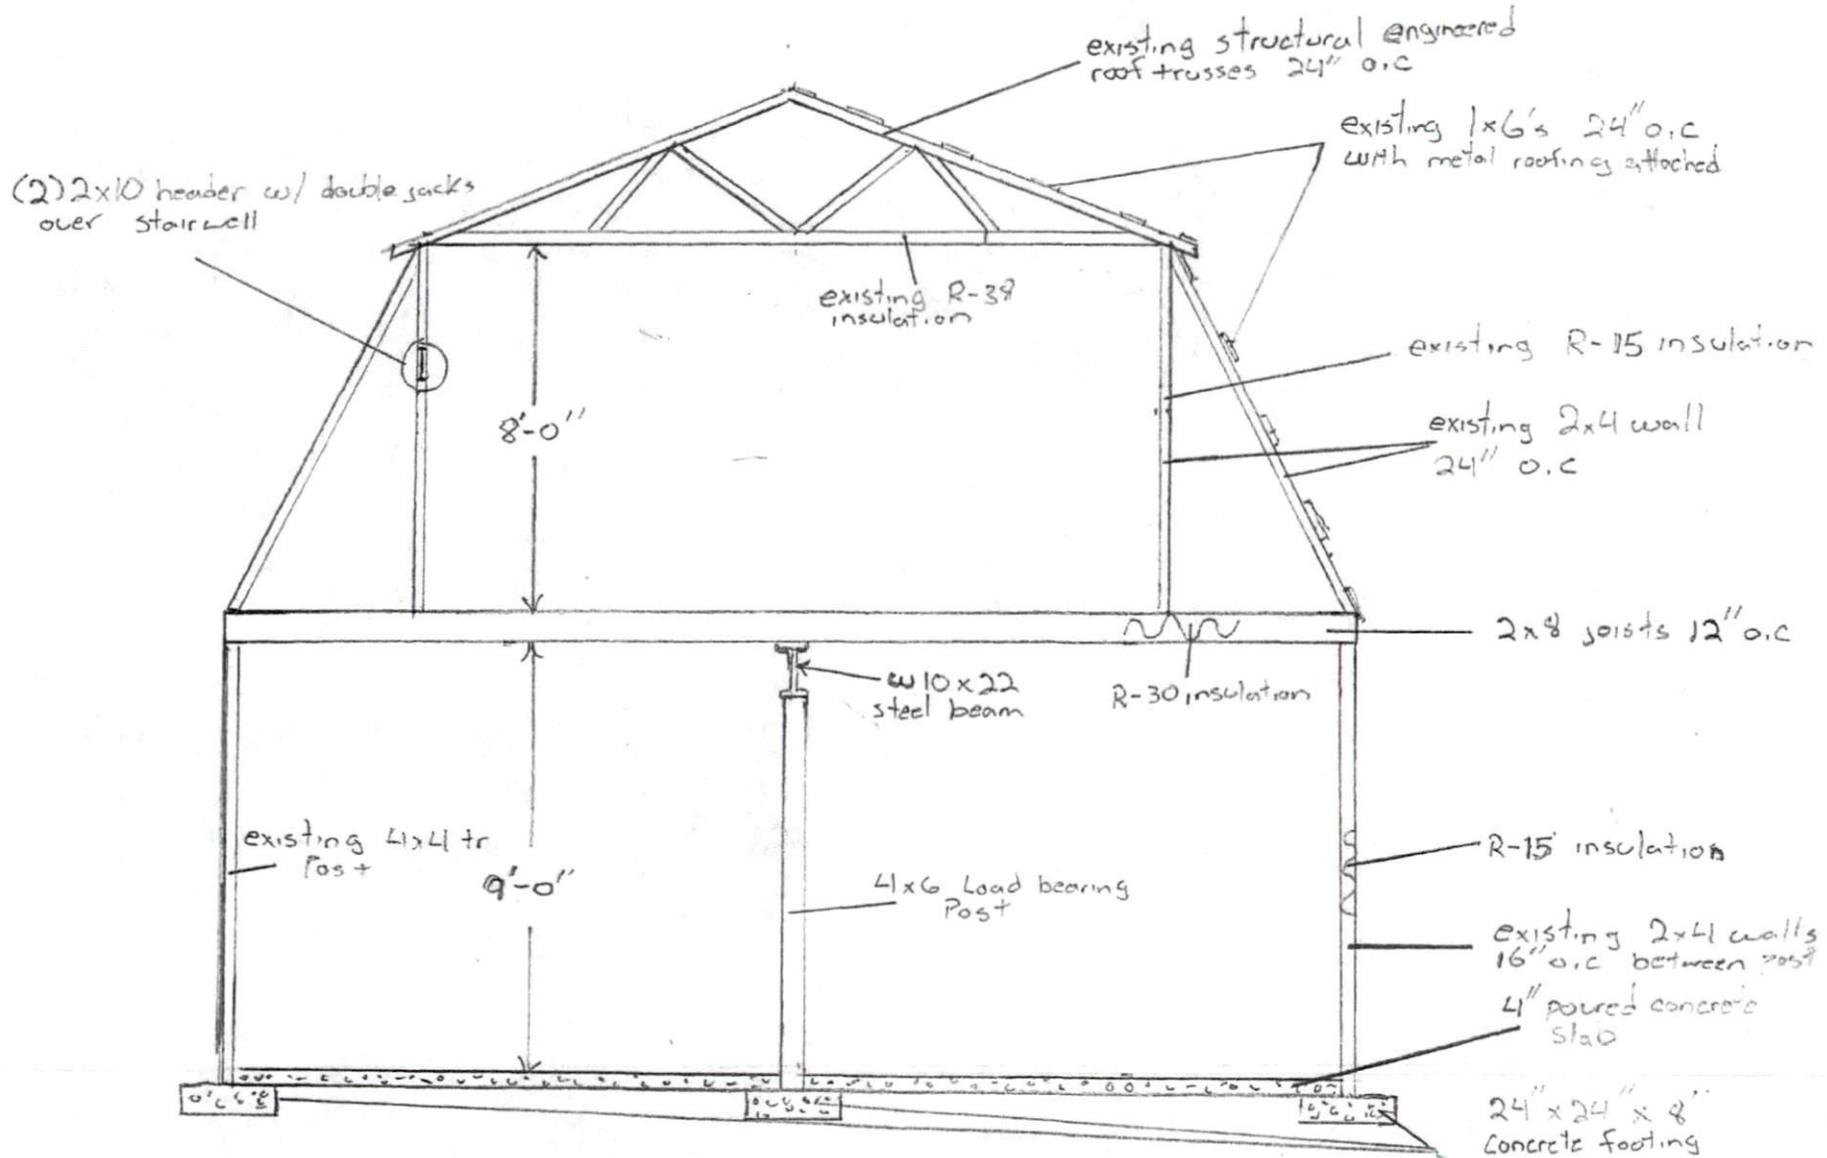 existing structural engineered
roof trusses 24" o.c
existing 1x6's 24" o.c
with metal roofing attached
(2) 2x10 header w/ double jacks
over stairwell
existing R-38
insulation
existing R-15 insulation
8'-0"
existing 2x4 wall
24" o.c
2x8 joists 12" o.c
W10x22
steel beam
R-30 insulation
existing 4x4 tr
Post
9'-0"
4x6 Load bearing
Post
R-15 insulation
existing 2x4 walls
16" o.c between post
4" poured concrete
slab
24" x 24" x 8"
concrete footing